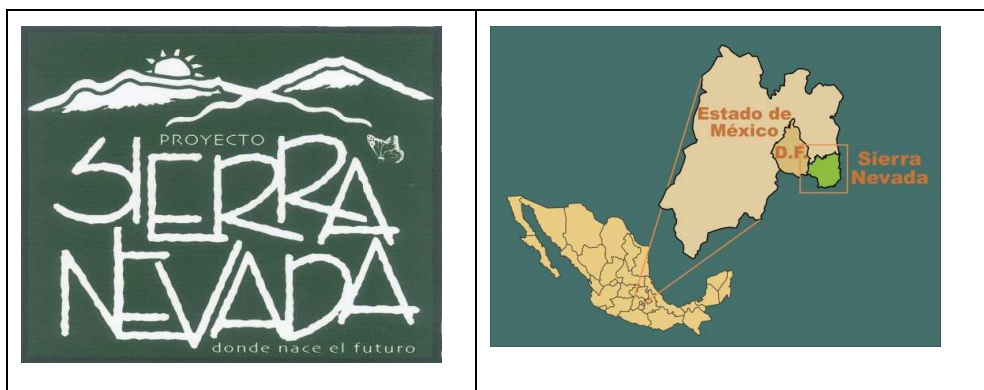 PROYECTO
SIERRA
NEVADA
donde nace el futuro
Estado de
México
D.F.
Sierra
Nevada